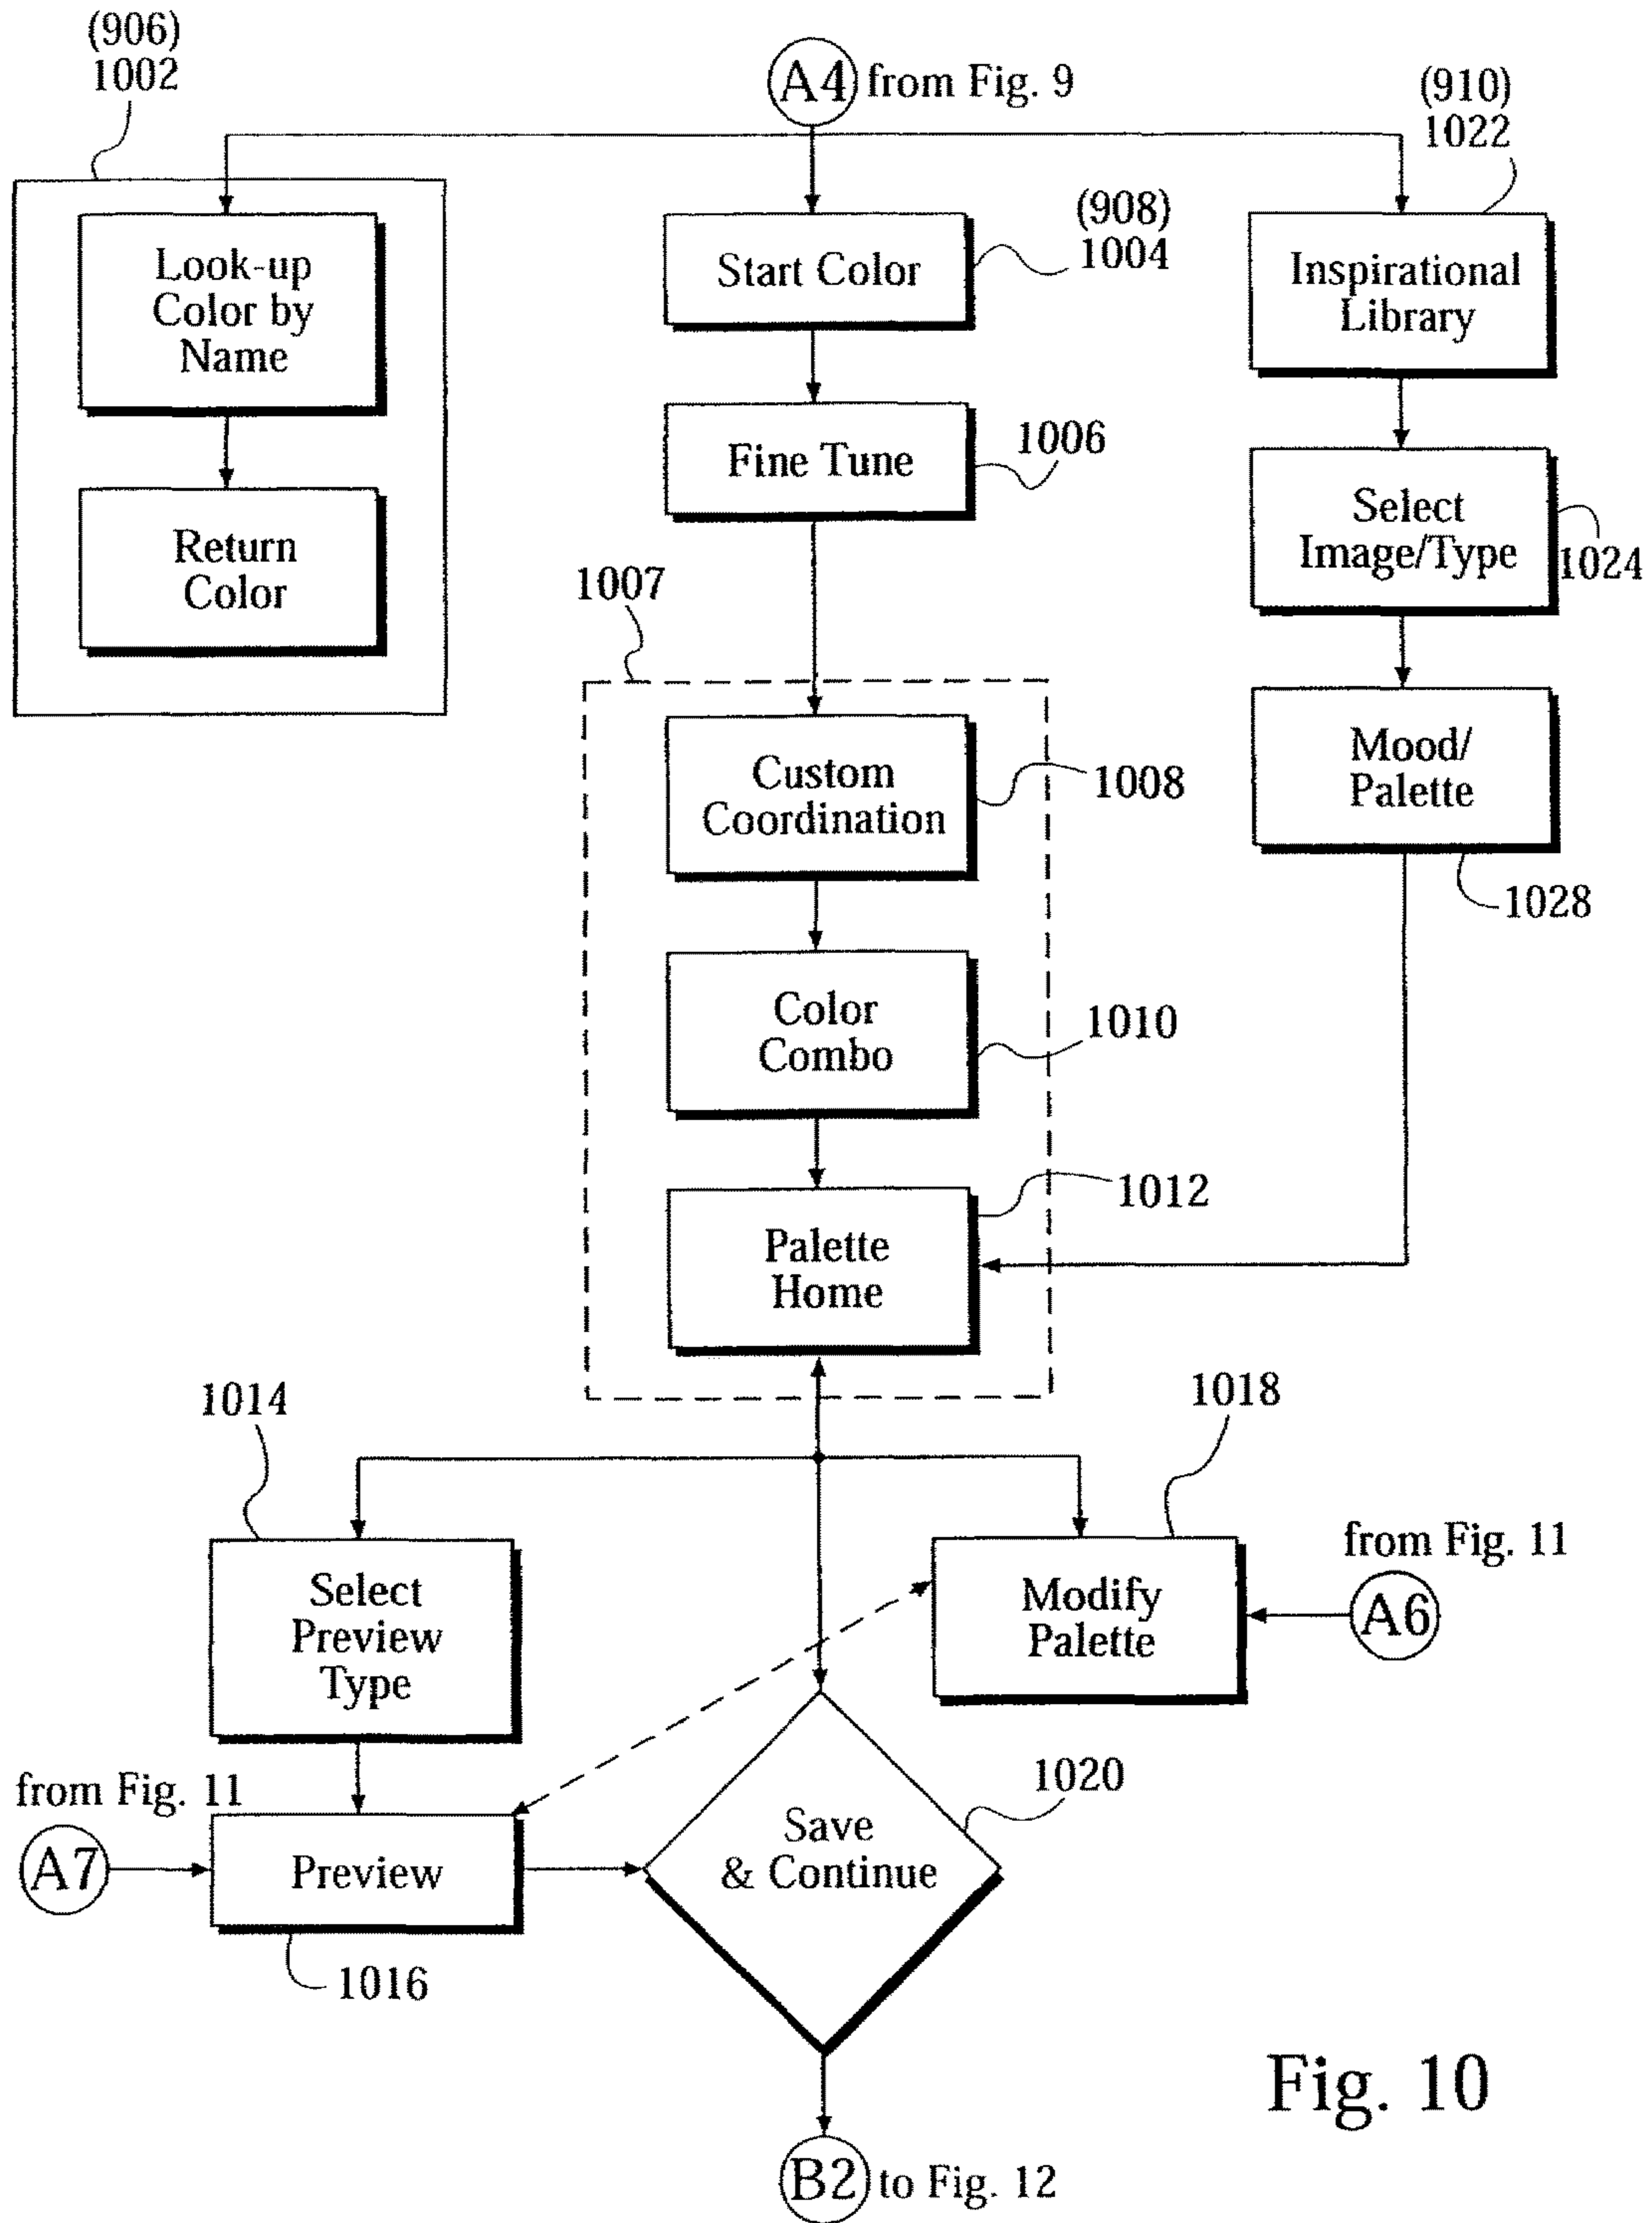 (906)
1002
A4 from Fig. 9
(910)
1022
Look-up
Color by
Name
Start Color
(908)
1004
Inspirational
Library
Fine Tune
1006
Return
Color
Select
Image/Type
1024
1007
Custom
Coordination
1008
Mood/
Palette
1028
Color
Combo
1010
Palette
Home
1012
1014
1018
Select
Preview
Type
Modify
Palette
from Fig. 11
A6
from Fig. 11
A7
Preview
1016
Save
& Continue
1020
B2 to Fig. 12
Fig. 10